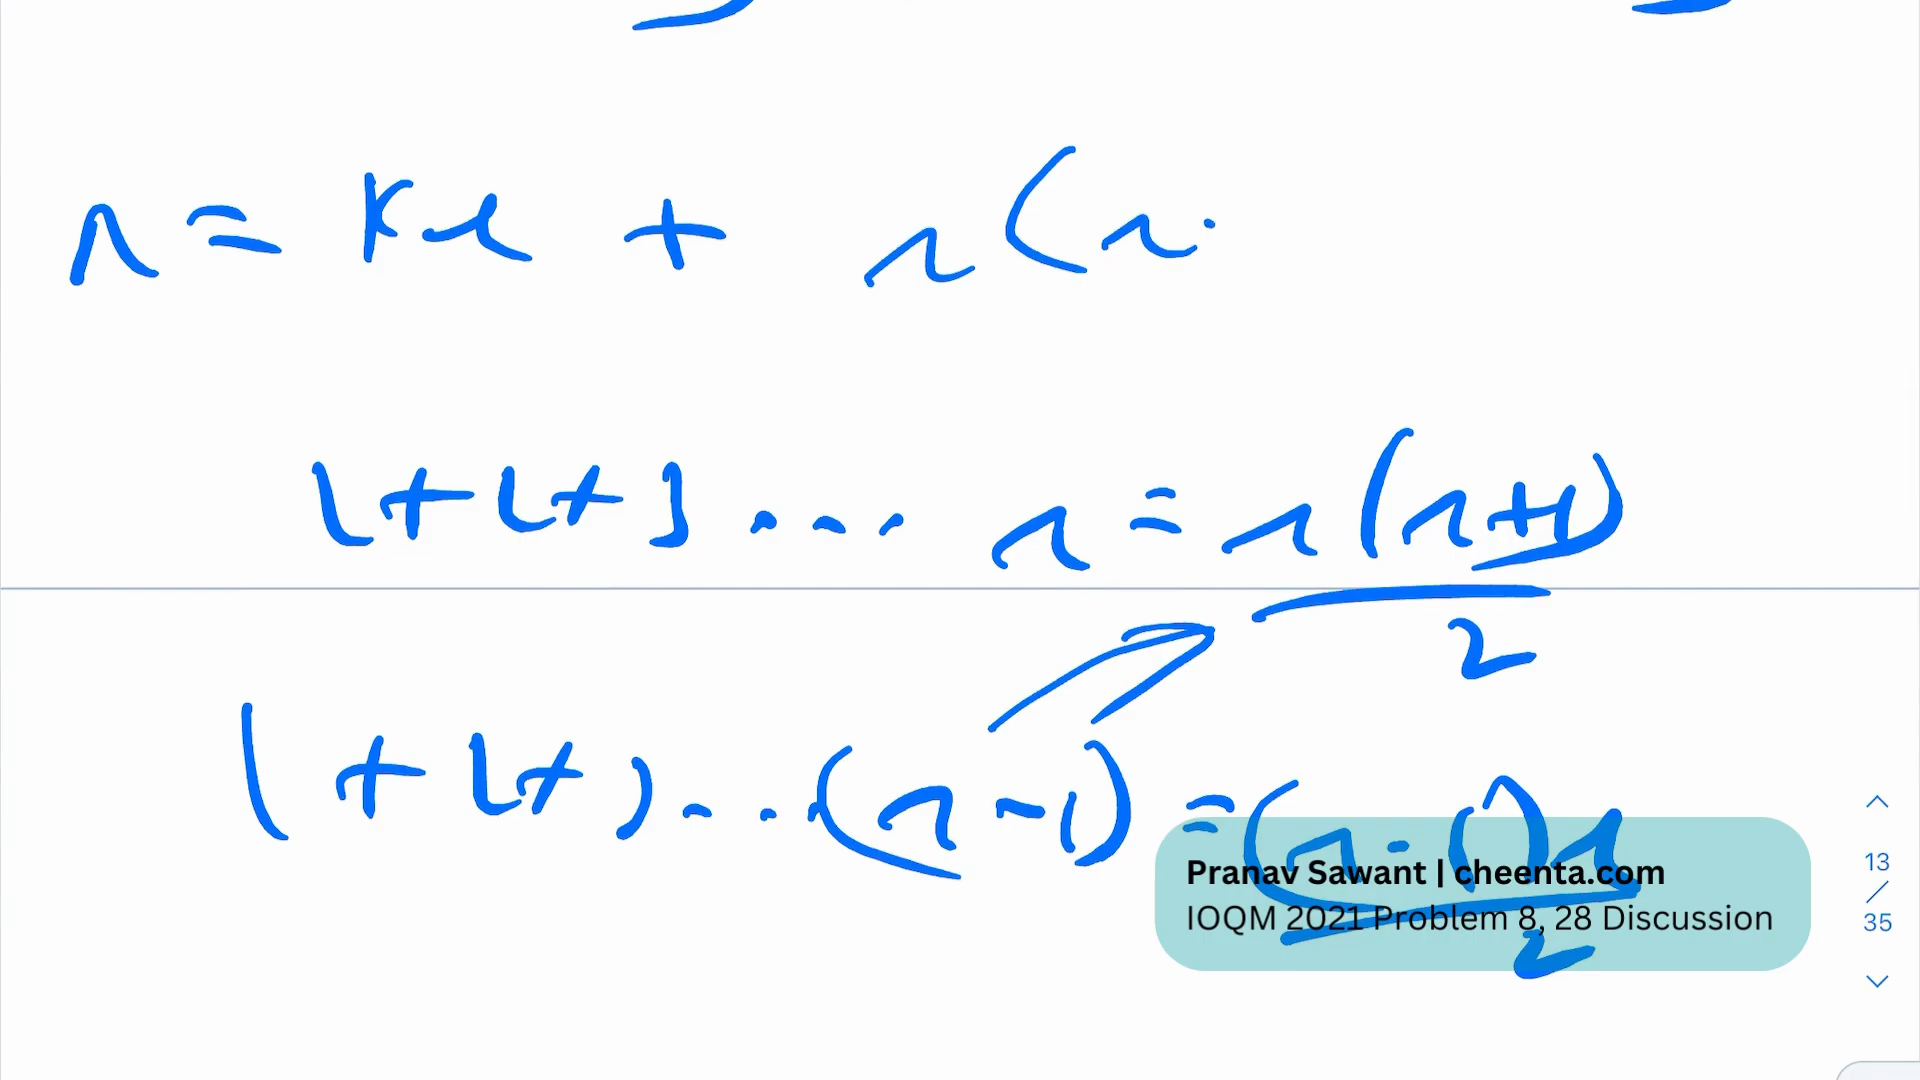 n = kx + n(n-
1+2+3... n = n(n+1)
2
1+2+3...(n-1) = (n-1)n
2
Pranav Sawant | cheenta.com
IOQM 2021 Problem 8, 28 Discussion
13
/
35